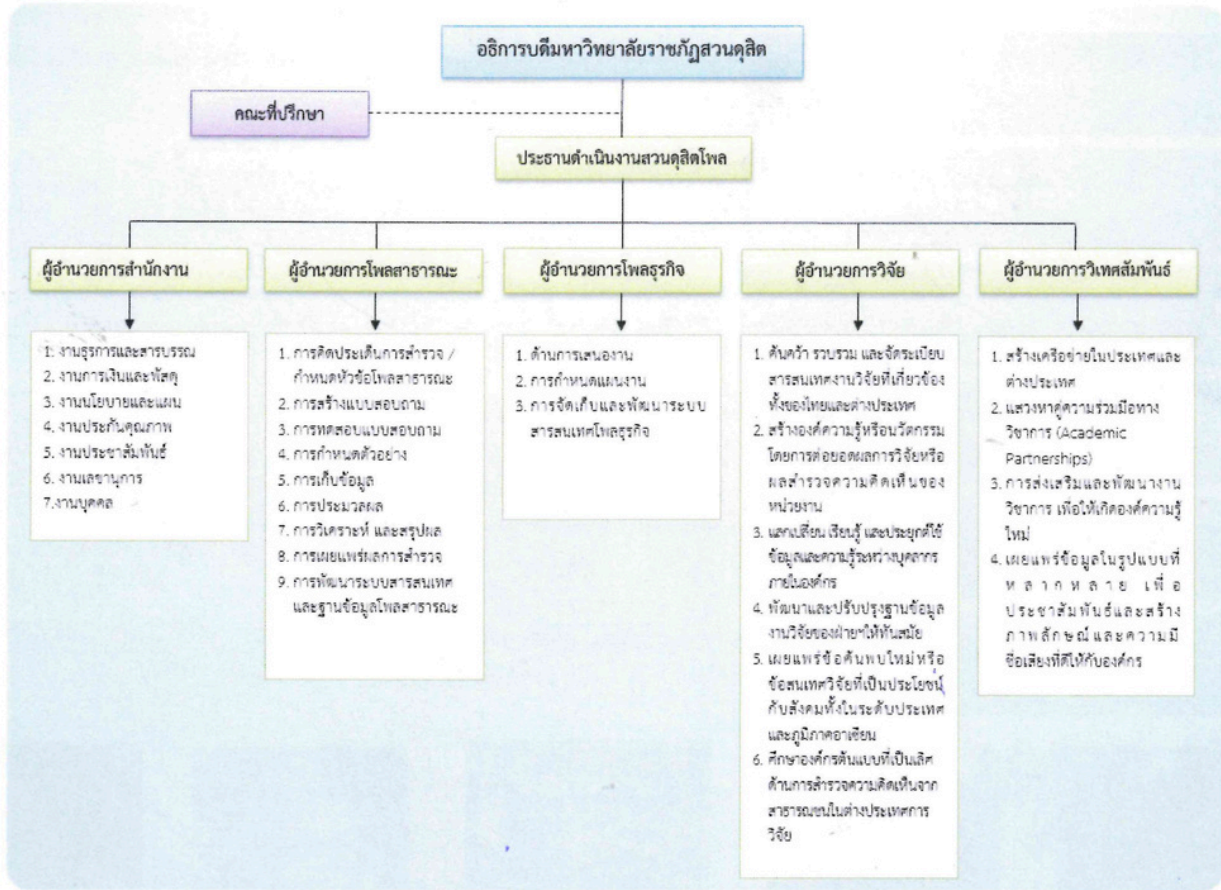 อธิการบดีมหาวิทยาลัยราชภัฏสวนดุสิต
คณะที่ปรึกษา
ประธานดำเนินงานสวนดุสิตโพล
ผู้อำนวยการสำนักงาน
1. งานธุรการและสารบรรณ
2. งานการเงินและพัสดุ
3. งานนโยบายและแผน
4. งานประกันคุณภาพ
5. งานประชาสัมพันธ์
6. งานเลขานุการ
7.งานบุคคล
ผู้อำนวยการโพลสาธารณะ
1. การคิดประเด็นการสำรวจ /
กำหนดหัวข้อโพลสาธารณะ
2. การสร้างแบบสอบถาม
3. การทดสอบแบบสอบถาม
4. การกำหนดตัวอย่าง
5. การเก็บข้อมูล
6. การประมวลผล
7. การวิเคราะห์ และสรุปผล
8. การเผยแพร่ผลการสำรวจ
9. การพัฒนาระบบสารสนเทศ
และฐานข้อมูลโพลสาธารณะ
ผู้อำนวยการโพลธุรกิจ
1. ด้านการเสนองาน
2. การกำหนดแผนงาน
3. การจัดเก็บและพัฒนาระบบ
สารสนเทศโพลธุรกิจ
ผู้อำนวยการวิจัย
1. ค้นคว้า รวบรวม และจัดระเบียบ
สารสนเทศงานวิจัยที่เกี่ยวข้อง
ทั้งของไทยและต่างประเทศ
2. สร้างองค์ความรู้หรือนวัตกรรม
โดยการต่อยอดผลการวิจัยหรือ
ผลสำรวจความคิดเห็นของ
หน่วยงาน
3. แลกเปลี่ยน เรียนรู้ และประยุกต์ใช้
ข้อมูลและความรู้ระหว่างบุคลากร
ภายในองค์กร
4. พัฒนาและปรับปรุงฐานข้อมูล
งานวิจัยของฝ่ายฯให้ทันสมัย
5. เผยแพร่ข้อค้นพบใหม่หรือ
ข้อสนเทศวิจัยที่เป็นประโยชน์
กับสังคมทั้งในระดับประเทศ
และภูมิภาคอาเซียน
6. ศึกษาองค์กรต้นแบบที่เป็นเลิศ
ด้านการสำรวจความคิดเห็นจาก
สาธารณชนในต่างประเทศการ
วิจัย
ผู้อำนวยการวิเทศสัมพันธ์
1. สร้างเครือข่ายในประเทศและ
ต่างประเทศ
2. แสวงหาคู่ความร่วมมือทาง
วิชาการ (Academic
Partnerships)
3. การส่งเสริมและพัฒนางาน
วิชาการ เพื่อให้เกิดองค์ความรู้
ใหม่
4. เผยแพร่ข้อมูลในรูปแบบที่
หลากหลาย เพื่อ
ประชาสัมพันธ์และสร้าง
ภาพลักษณ์และความมี
ชื่อเสียงที่ดีให้กับองค์กร